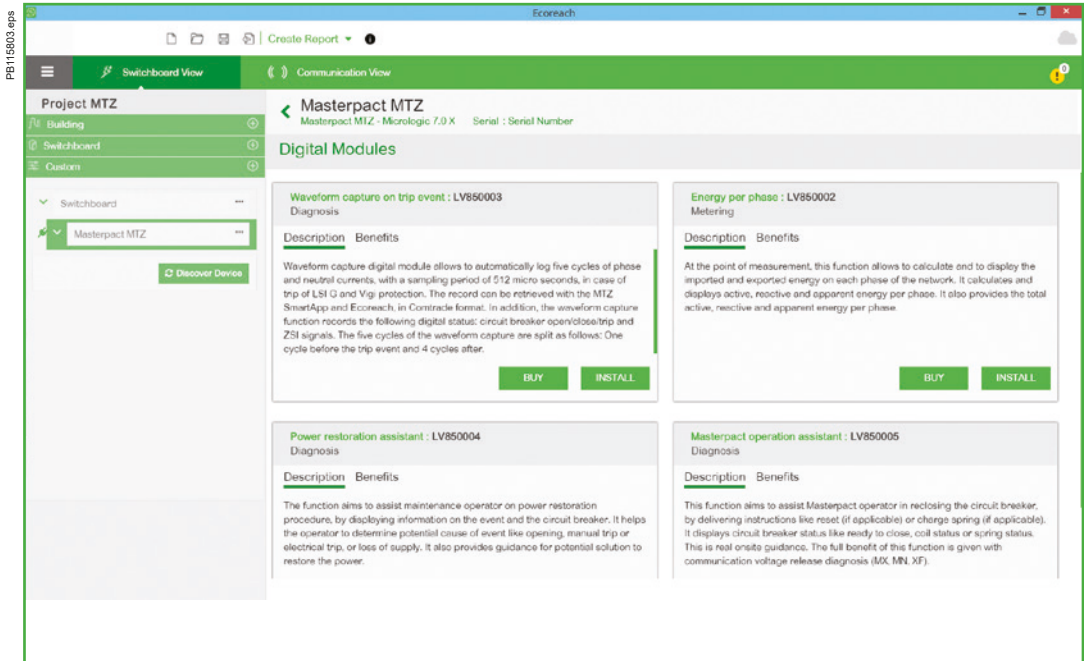 PB115803.eps
Ecoreach
Create Report
Switchboard View
Communication View
0
Project MTZ
Building
Switchboard
Custom
Switchboard
Masterpact MTZ
Discover Device
Masterpact MTZ
Masterpact MTZ - Micrologic 7.0 X Serial : Serial Number
Digital Modules
Waveform capture on trip event : LV850003
Diagnosis
Description Benefits
Waveform capture digital module allows to automatically log five cycles of phase
and neutral currents, with a sampling period of 512 micro seconds, in case of
trip of LSI G and Vigi protection. The record can be retrieved with the MTZ
SmartApp and Ecoreach, in Comtrade format. In addition, the waveform capture
function records the following digital status: circuit breaker open/close/trip and
ZSI signals. The five cycles of the waveform capture are split as follows: One
cycle before the trip event and 4 cycles after.
BUY INSTALL
Energy per phase : LV850002
Metering
Description Benefits
At the point of measurement, this function allows to calculate and to display the
imported and exported energy on each phase of the network. It calculates and
displays active, reactive and apparent energy per phase. It also provides the total
active, reactive and apparent energy per phase.
BUY INSTALL
Power restoration assistant : LV850004
Diagnosis
Description Benefits
The function aims to assist maintenance operator on power restoration
procedure, by displaying information on the event and the circuit breaker. It helps
the operator to determine potential cause of event like opening, manual trip or
electrical trip, or loss of supply. It also provides guidance for potential solution to
restore the power.
Masterpact operation assistant : LV850005
Diagnosis
Description Benefits
This function aims to assist Masterpact operator in reclosing the circuit breaker,
by delivering instructions like reset (if applicable) or charge spring (if applicable).
It displays circuit breaker status like ready to close, coil status or spring status.
This is real onsite guidance. The full benefit of this function is given with
communication voltage release diagnosis (MX, MN, XF).